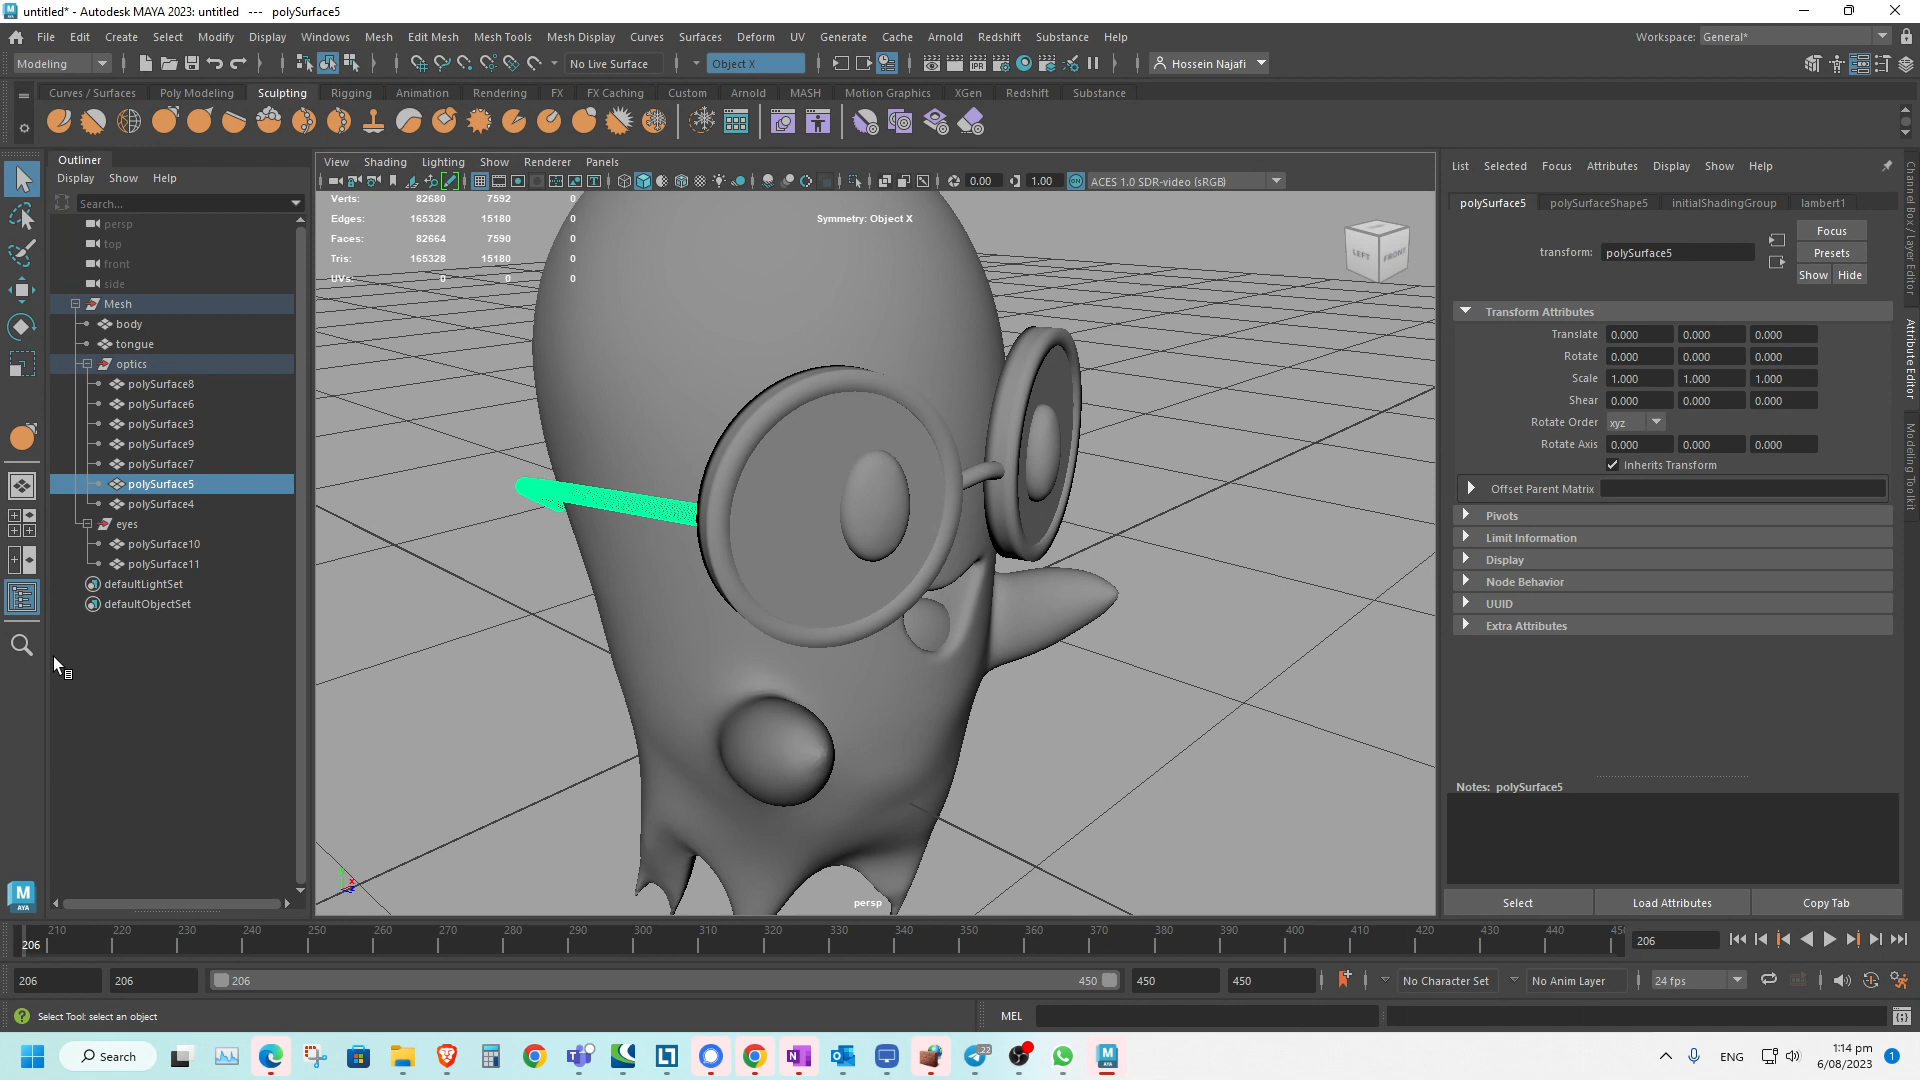 untitled* - Autodesk MAYA 2023: untitled --- polySurface5
File Edit Create Select Modify Display Windows Mesh Edit Mesh Mesh Tools Mesh Display Curves Surfaces Deform UV Generate Cache Arnold Redshift Substance Help
Workspace: General*
Modeling No Live Surface Object X Hossein Najafi
Curves / Surfaces Poly Modeling Sculpting Rigging Animation Rendering FX FX Caching Custom Arnold MASH Motion Graphics XGen Redshift Substance
Outliner
Display Show Help
Search...
persp
top
front
side
Mesh
body
tongue
optics
polySurface8
polySurface6
polySurface3
polySurface9
polySurface7
polySurface5
polySurface4
eyes
polySurface10
polySurface11
defaultLightSet
defaultObjectSet
View Shading Lighting Show Renderer Panels
0.00 1.00 ACES 1.0 SDR-video (sRGB)
Verts: 82680 7592 0
Edges: 165328 15180 0
Faces: 82664 7590 0
Tris: 165328 15180 0
UVs: 0 0 0
Symmetry: Object X
LEFT FRONT
persp
List Selected Focus Attributes Display Show Help
polySurface5 polySurfaceShape5 initialShadingGroup lambert1
transform: polySurface5
Focus
Presets
Show Hide
Transform Attributes
Translate 0.000 0.000 0.000
Rotate 0.000 0.000 0.000
Scale 1.000 1.000 1.000
Shear 0.000 0.000 0.000
Rotate Order xyz
Rotate Axis 0.000 0.000 0.000
Inherits Transform
Offset Parent Matrix
Pivots
Limit Information
Display
Node Behavior
UUID
Extra Attributes
Notes: polySurface5
Select Load Attributes Copy Tab
Channel Box / Layer Editor
Attribute Editor
Modeling Toolkit
210 220 230 240 250 260 270 280 290 300 310 320 330 340 350 360 370 380 390 400 410 420 430 440
206
206
206 206 206 450 450 450 No Character Set No Anim Layer 24 fps
Select Tool: select an object
MEL
Search
22
ENG
1:14 pm
6/08/2023
1